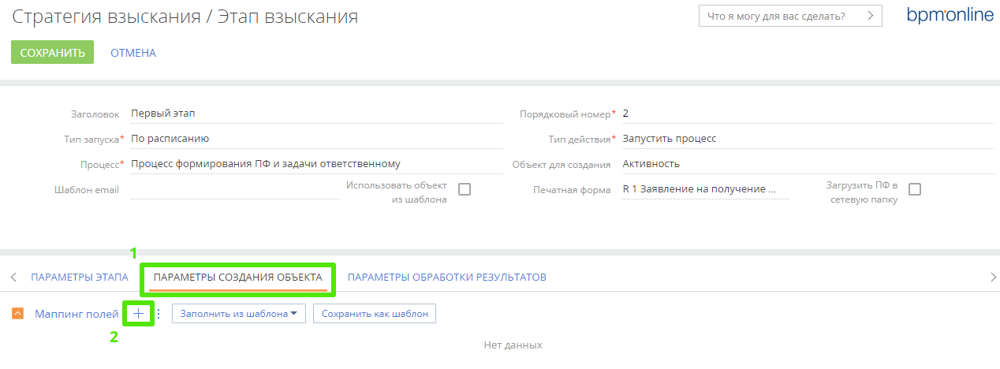 Стратегия взыскания / Этап взыскания
Что я могу для вас сделать?
bpm'online
СОХРАНИТЬ ОТМЕНА
Заголовок Первый этап
Порядковый номер* 2
Тип запуска* По расписанию
Тип действия* Запустить процесс
Процесс* Процесс формирования ПФ и задачи ответственному
Объект для создания Активность
Шаблон email
Использовать объект
из шаблона
Печатная форма R 1 Заявление на получение ...
Загрузить ПФ в
сетевую папку
1
ПАРАМЕТРЫ ЭТАПА ПАРАМЕТРЫ СОЗДАНИЯ ОБЪЕКТА ПАРАМЕТРЫ ОБРАБОТКИ РЕЗУЛЬТАТОВ
Маппинг полей + Заполнить из шаблона Сохранить как шаблон
2
Нет данных